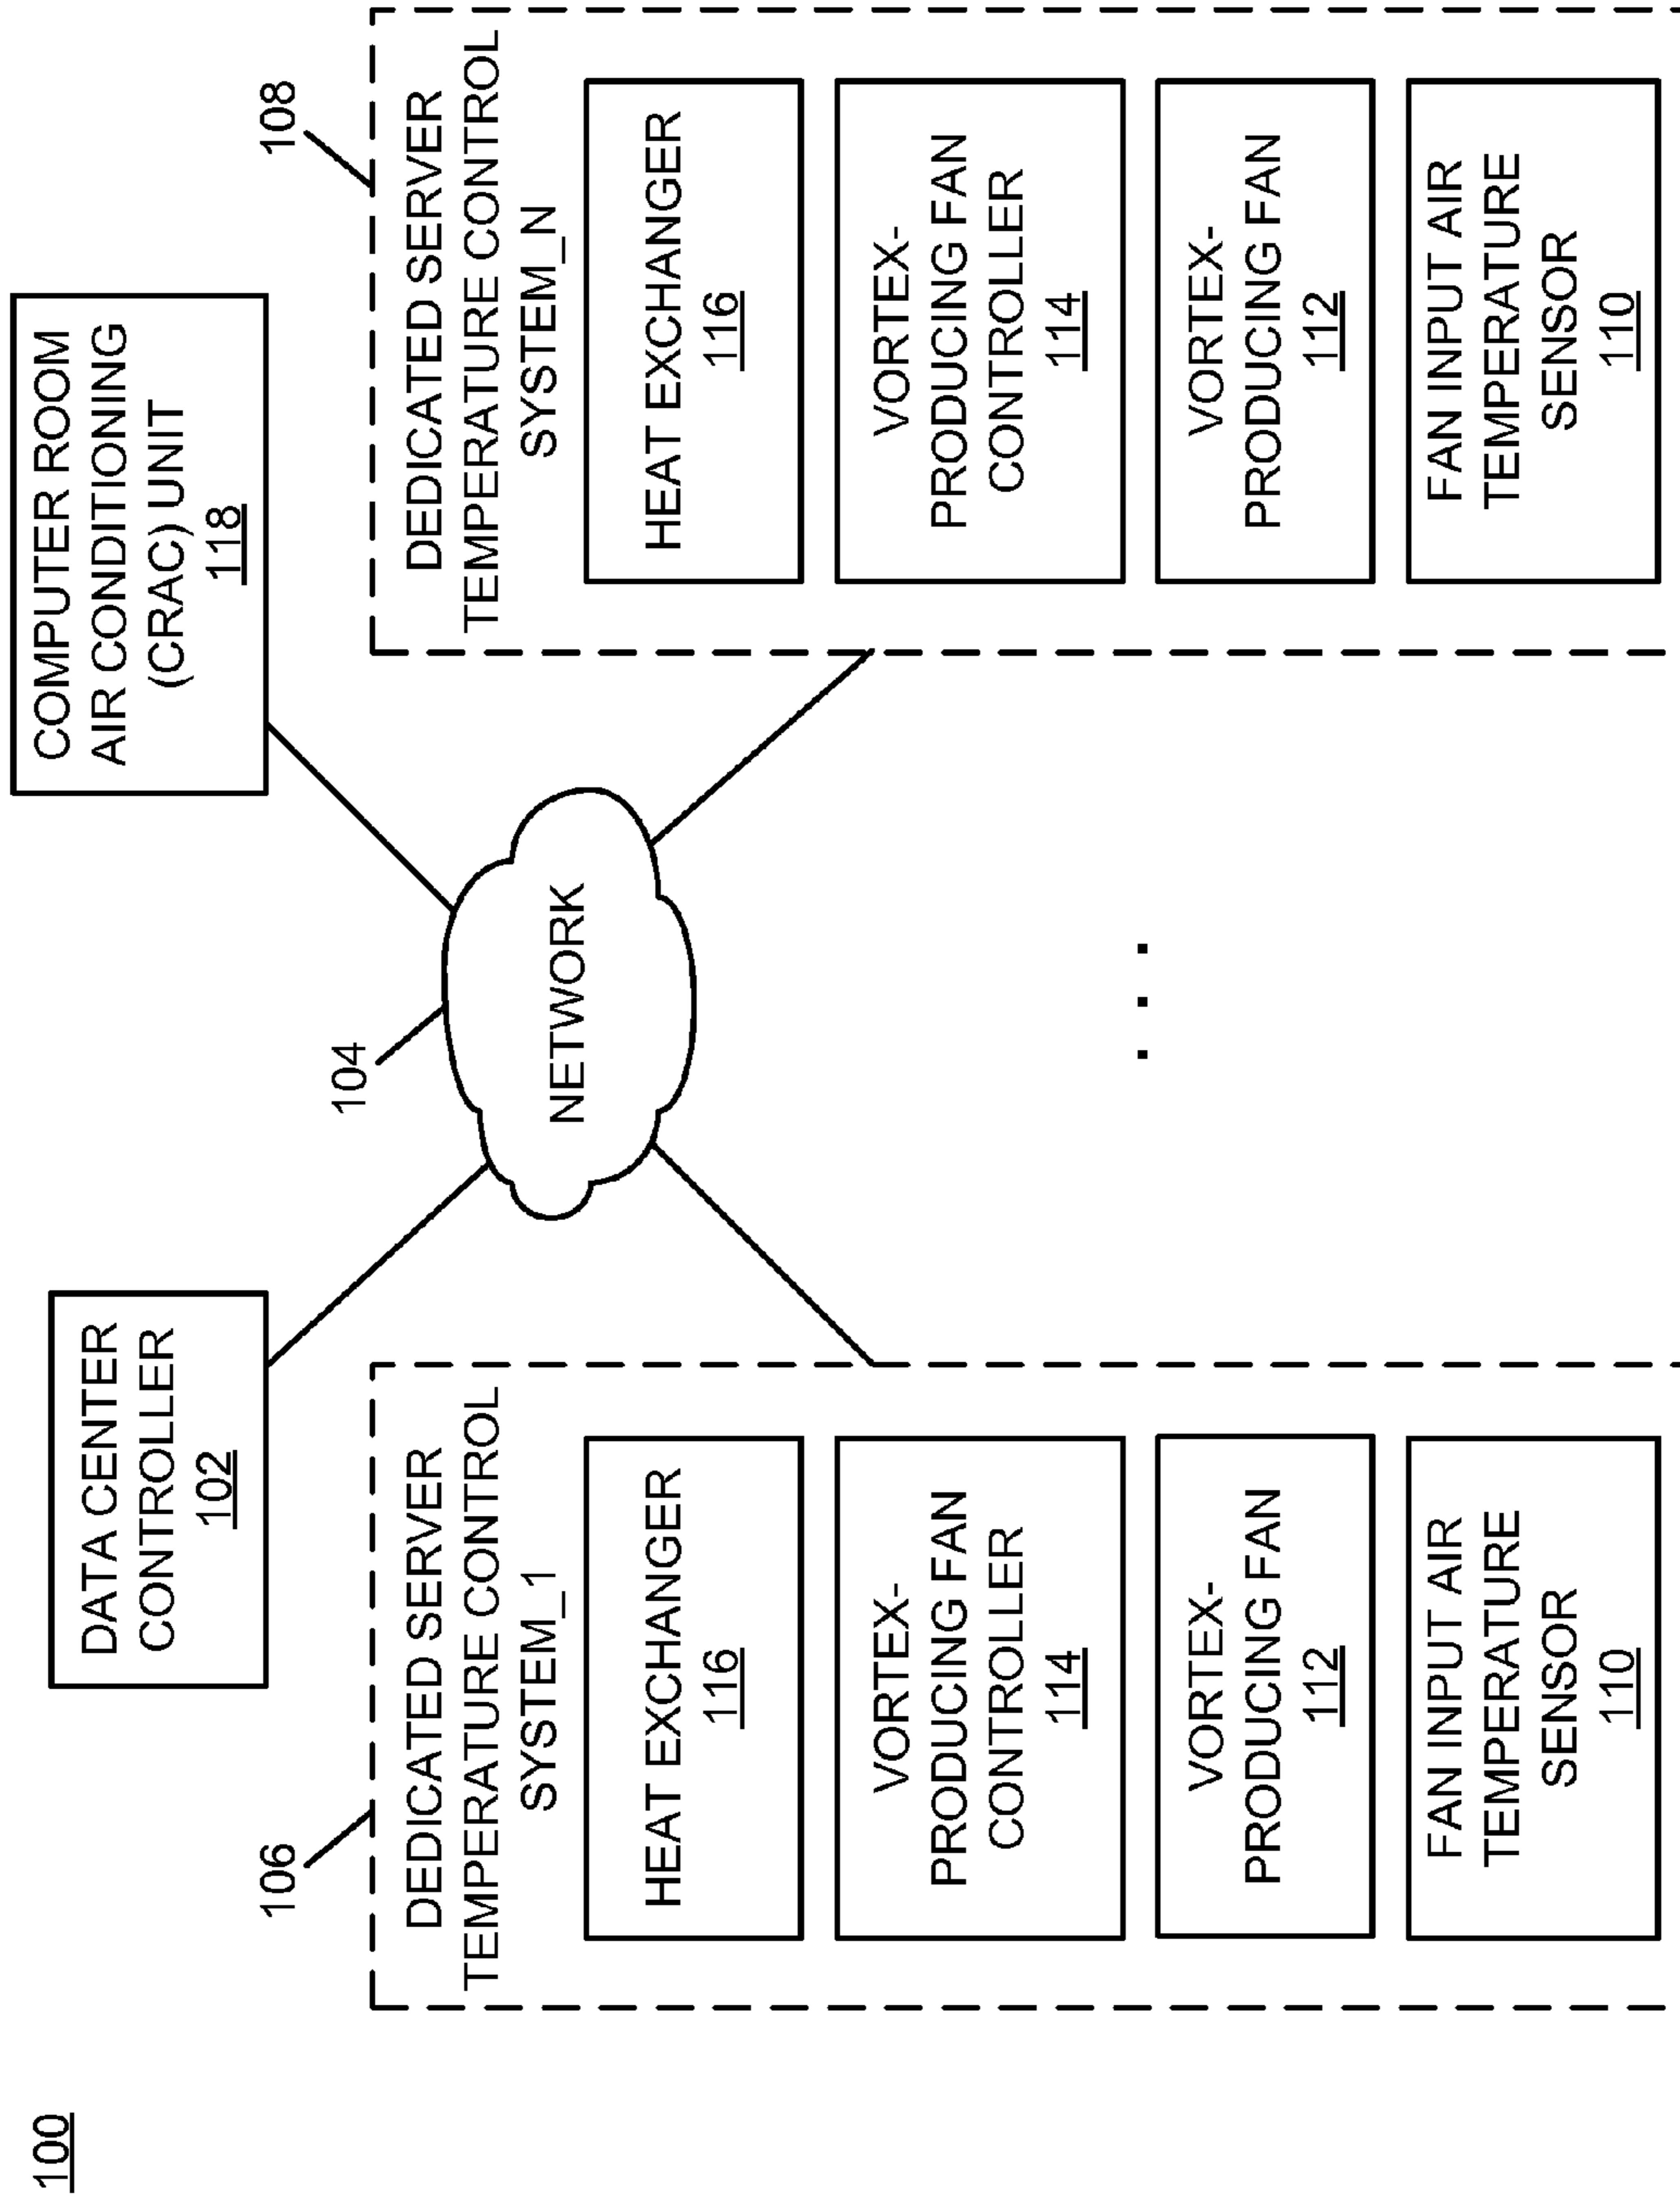 100
DATA CENTER
CONTROLLER
102
COMPUTER ROOM
AIR CONDITIONING
(CRAC) UNIT
118
104
NETWORK
106
DEDICATED SERVER
TEMPERATURE CONTROL
SYSTEM_1
HEAT EXCHANGER
116
VORTEX-
PRODUCING FAN
CONTROLLER
114
VORTEX-
PRODUCING FAN
112
FAN INPUT AIR
TEMPERATURE
SENSOR
110
. . .
108
DEDICATED SERVER
TEMPERATURE CONTROL
SYSTEM_N
HEAT EXCHANGER
116
VORTEX-
PRODUCING FAN
CONTROLLER
114
VORTEX-
PRODUCING FAN
112
FAN INPUT AIR
TEMPERATURE
SENSOR
110